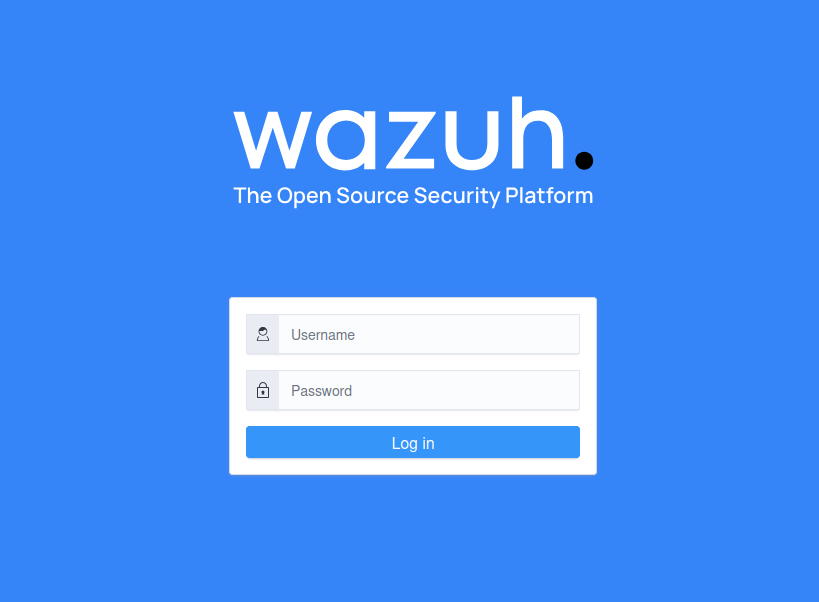 wazuh.
The Open Source Security Platform
Username
Password
Log in